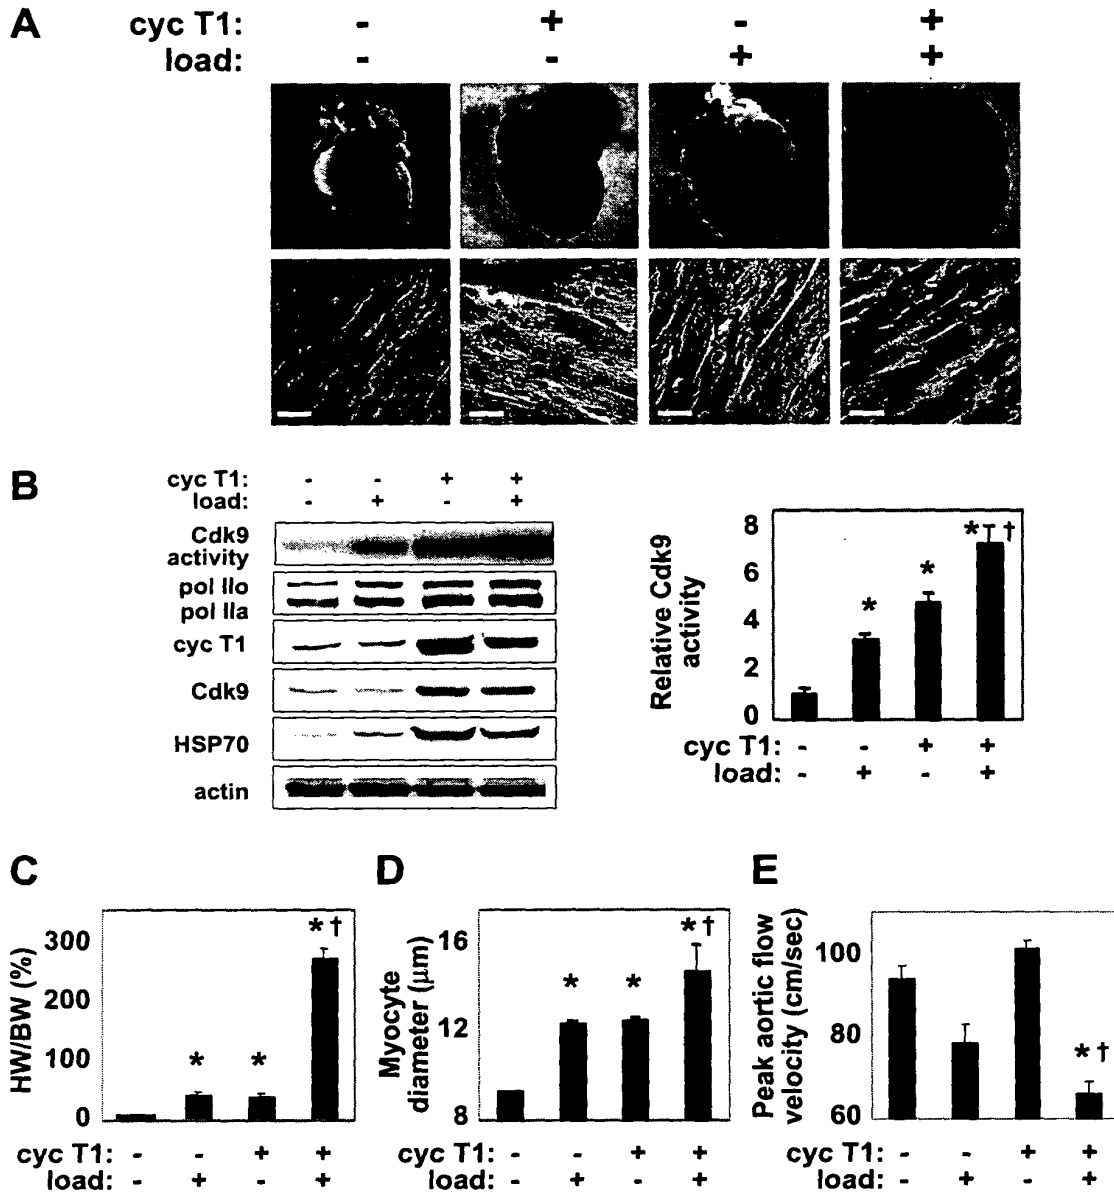 A
cyc T1: - + - +
load: - - + +
B
cyc T1: - - + +
load: - + - +
Cdk9
activity
pol IIo
pol IIa
cyc T1
Cdk9
HSP70
actin
Relative Cdk9
activity
8
6
4
2
0
*
*
* †
cyc T1: - - + +
load: - + - +
C
HW/BW (%)
300
200
100
0
*
*
* †
cyc T1: - - + +
load: - + - +
D
Myocyte
diameter (μm)
16
12
8
*
*
* †
cyc T1: - - + +
load: - + - +
E
Peak aortic flow
velocity (cm/sec)
100
80
60
* †
cyc T1: - - + +
load: - + - +